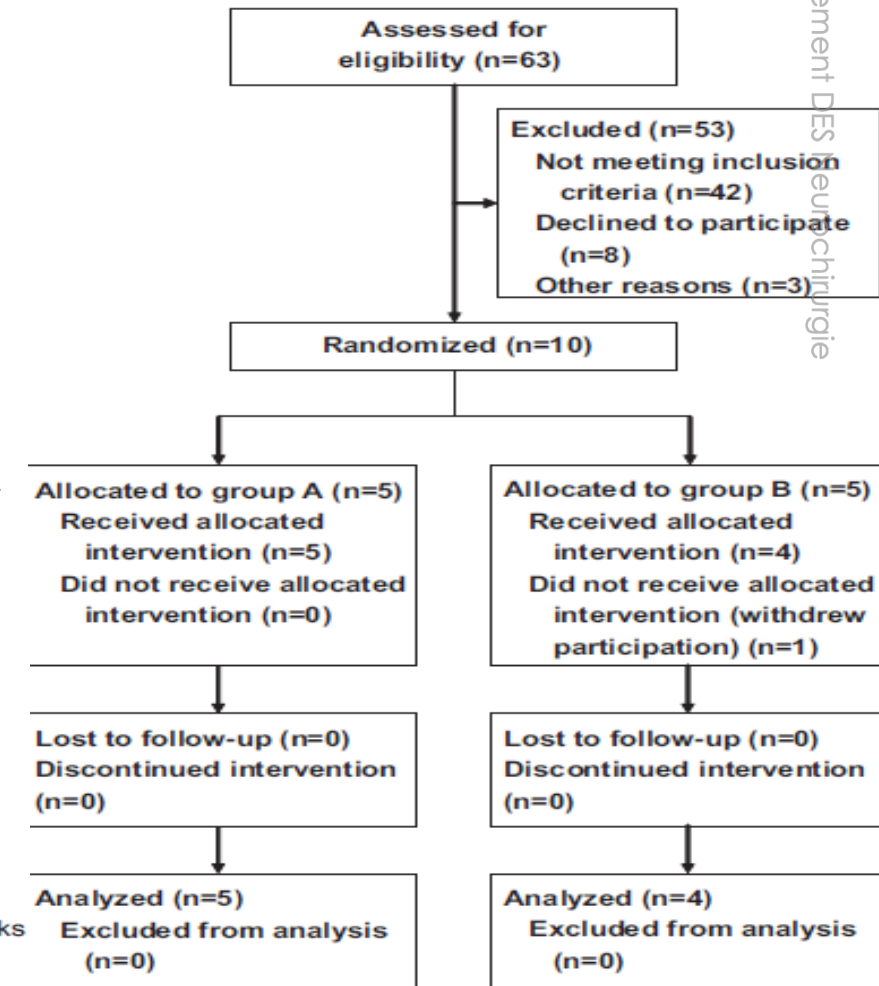 Assessed for
eligibility (n=63)
Excluded (n=53)
Not meeting inclusion
criteria (n=42)
Declined to participate
(n=8)
Other reasons (n=3)
Randomized (n=10)
Allocated to group A (n=5)
Received allocated
intervention (n=5)
Did not receive allocated
intervention (n=0)
Allocated to group B (n=5)
Received allocated
intervention (n=4)
Did not receive allocated
intervention (withdrew
participation) (n=1)
Lost to follow-up (n=0)
Discontinued intervention
(n=0)
Lost to follow-up (n=0)
Discontinued intervention
(n=0)
Analyzed (n=5)
Excluded from analysis
(n=0)
Analyzed (n=4)
Excluded from analysis
(n=0)
ks
ement DES Neurochirurgie